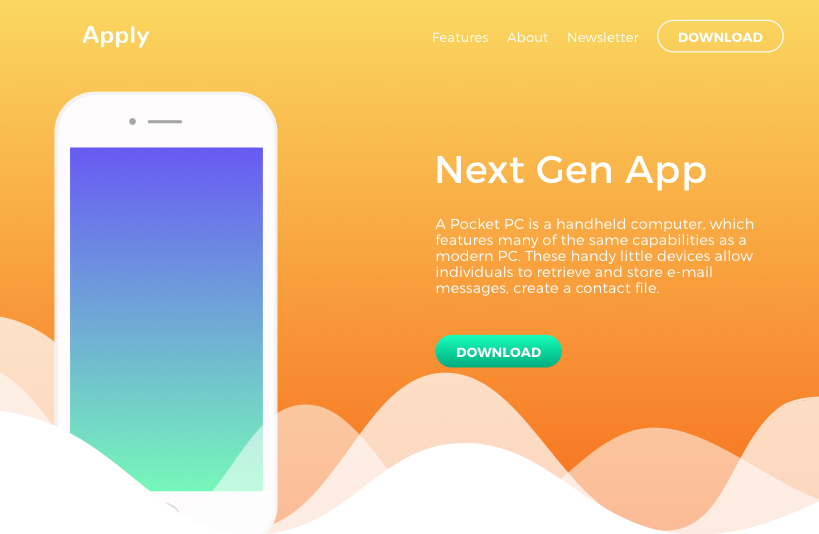 Apply
Features About Newsletter DOWNLOAD
Next Gen App
A Pocket PC is a handheld computer, which
features many of the same capabilities as a
modern PC. These handy little devices allow
individuals to retrieve and store e-mail
messages, create a contact file.
DOWNLOAD